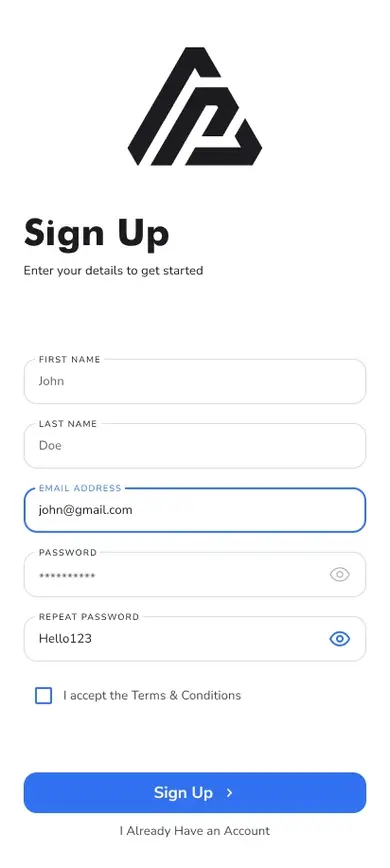 Sign Up
Enter your details to get started
FIRST NAME
John
LAST NAME
Doe
EMAIL ADDRESS
john@gmail.com
PASSWORD
**********
REPEAT PASSWORD
Hello123
I accept the Terms & Conditions
Sign Up
I Already Have an Account